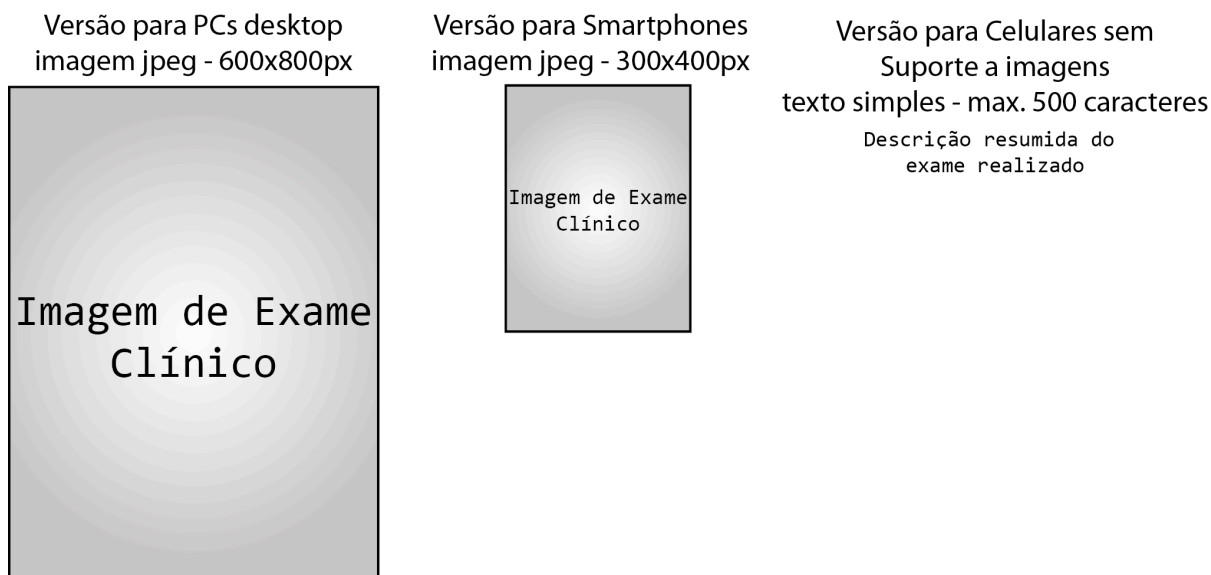 Versão para PCs desktop
imagem jpeg - 600x800px
Imagem de Exame
Clínico
Versão para Smartphones
imagem jpeg - 300x400px
Imagem de Exame
Clínico
Versão para Celulares sem
Suporte a imagens
texto simples - max. 500 caracteres
Descrição resumida do
exame realizado